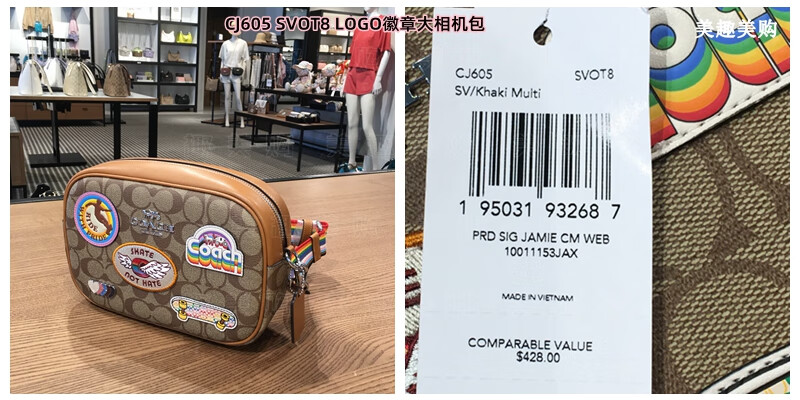 CJ605 SVOT8 LOGO徽章大相机包
美趣美购
COACH
Coach
SKATE
NOT HATE
CJ605 SVOT8
SV/Khaki Multi
1 95031 93268 7
PRD SIG JAMIE CM WEB
10011153JAX
MADE IN VIETNAM
COMPARABLE VALUE
$428.00